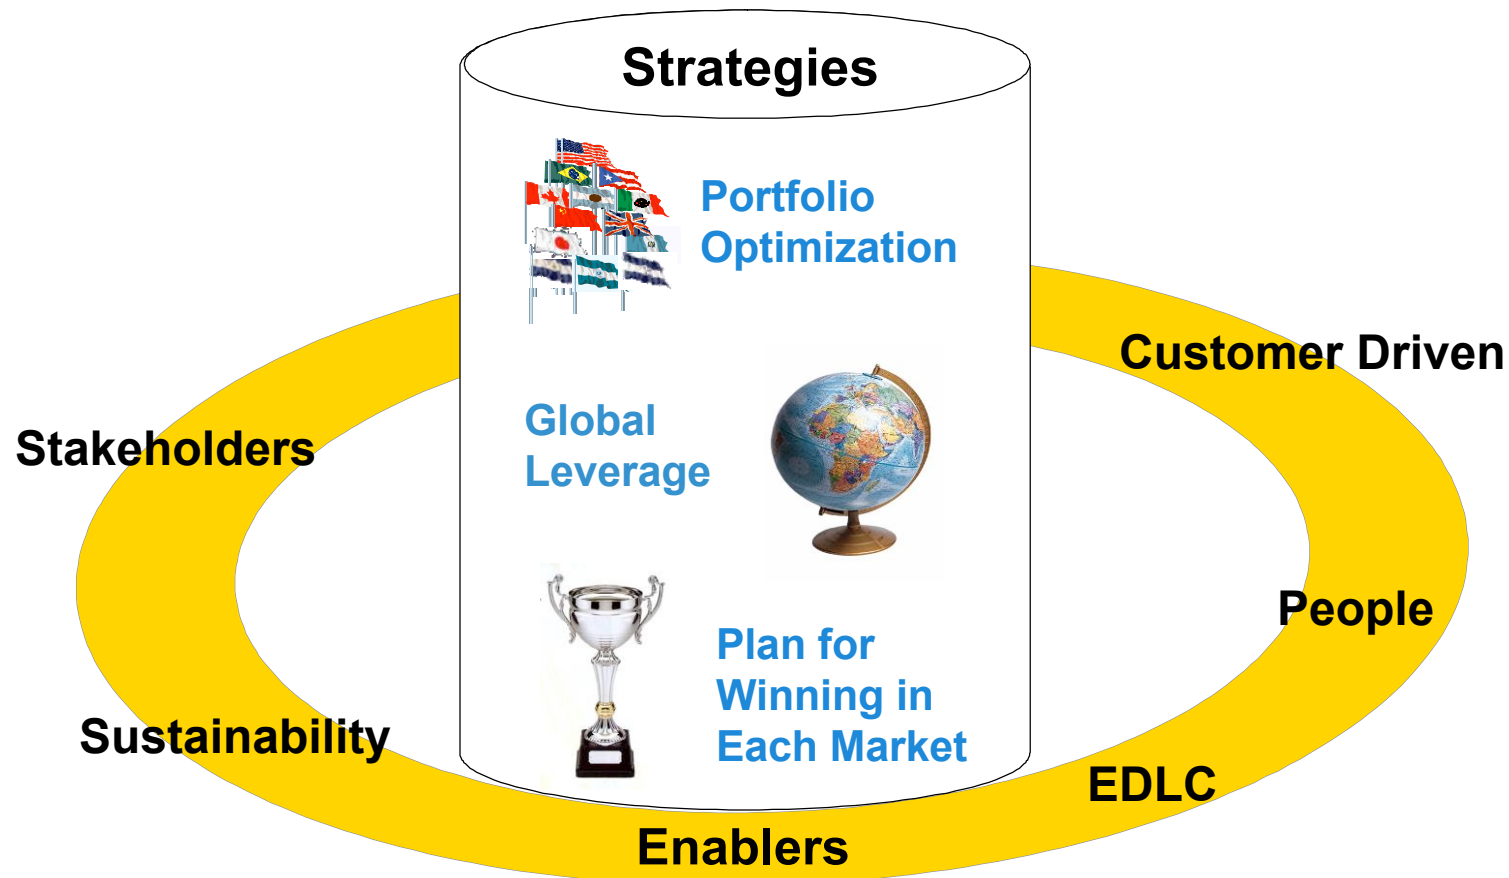 Strategies
Portfolio
Optimization
Customer Driven
Global
Leverage
Stakeholders
People
Plan for
Winning in
Each Market
Sustainability
EDLC
Enablers